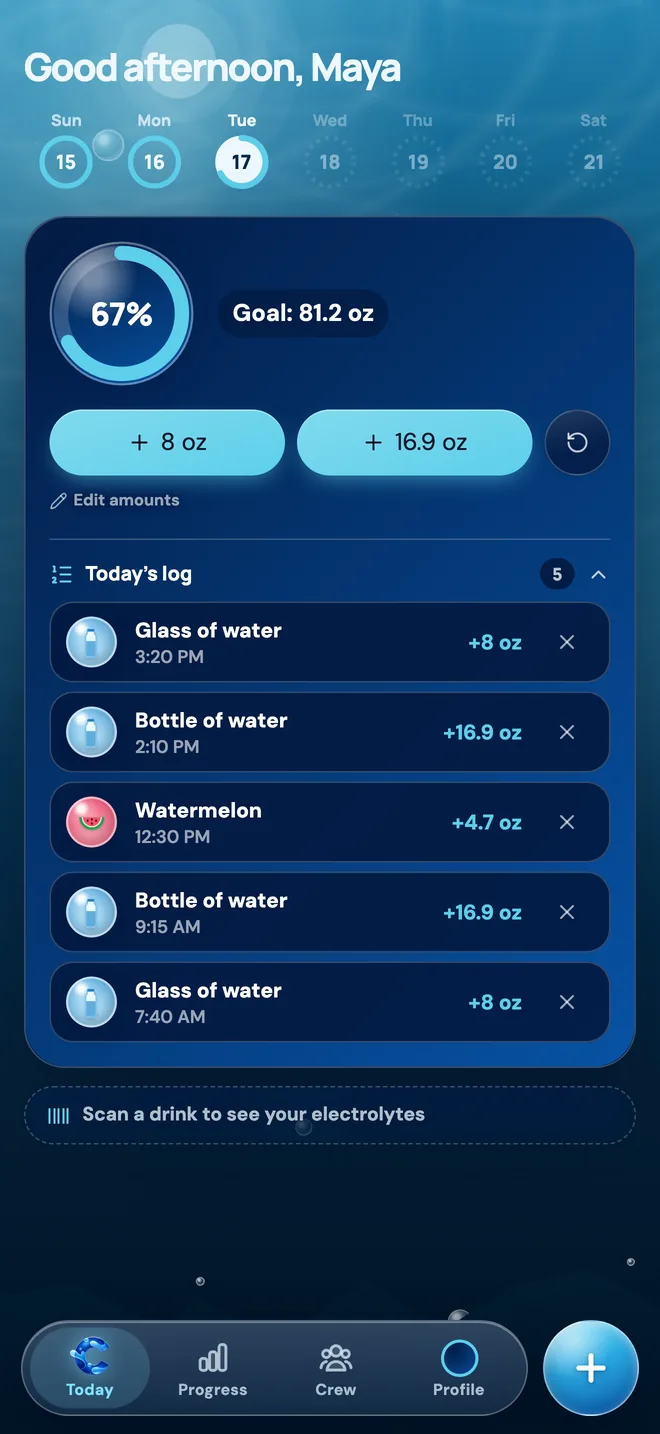 Good afternoon, Maya
Sun Mon Tue Wed Thu Fri Sat
15 16 17 18 19 20 21
67%
Goal: 81.2 oz
+ 8 oz
+ 16.9 oz
Edit amounts
Today's log
5
Glass of water
3:20 PM
+8 oz
Bottle of water
2:10 PM
+16.9 oz
Watermelon
12:30 PM
+4.7 oz
Bottle of water
9:15 AM
+16.9 oz
Glass of water
7:40 AM
+8 oz
Scan a drink to see your electrolytes
Today
Progress
Crew
Profile